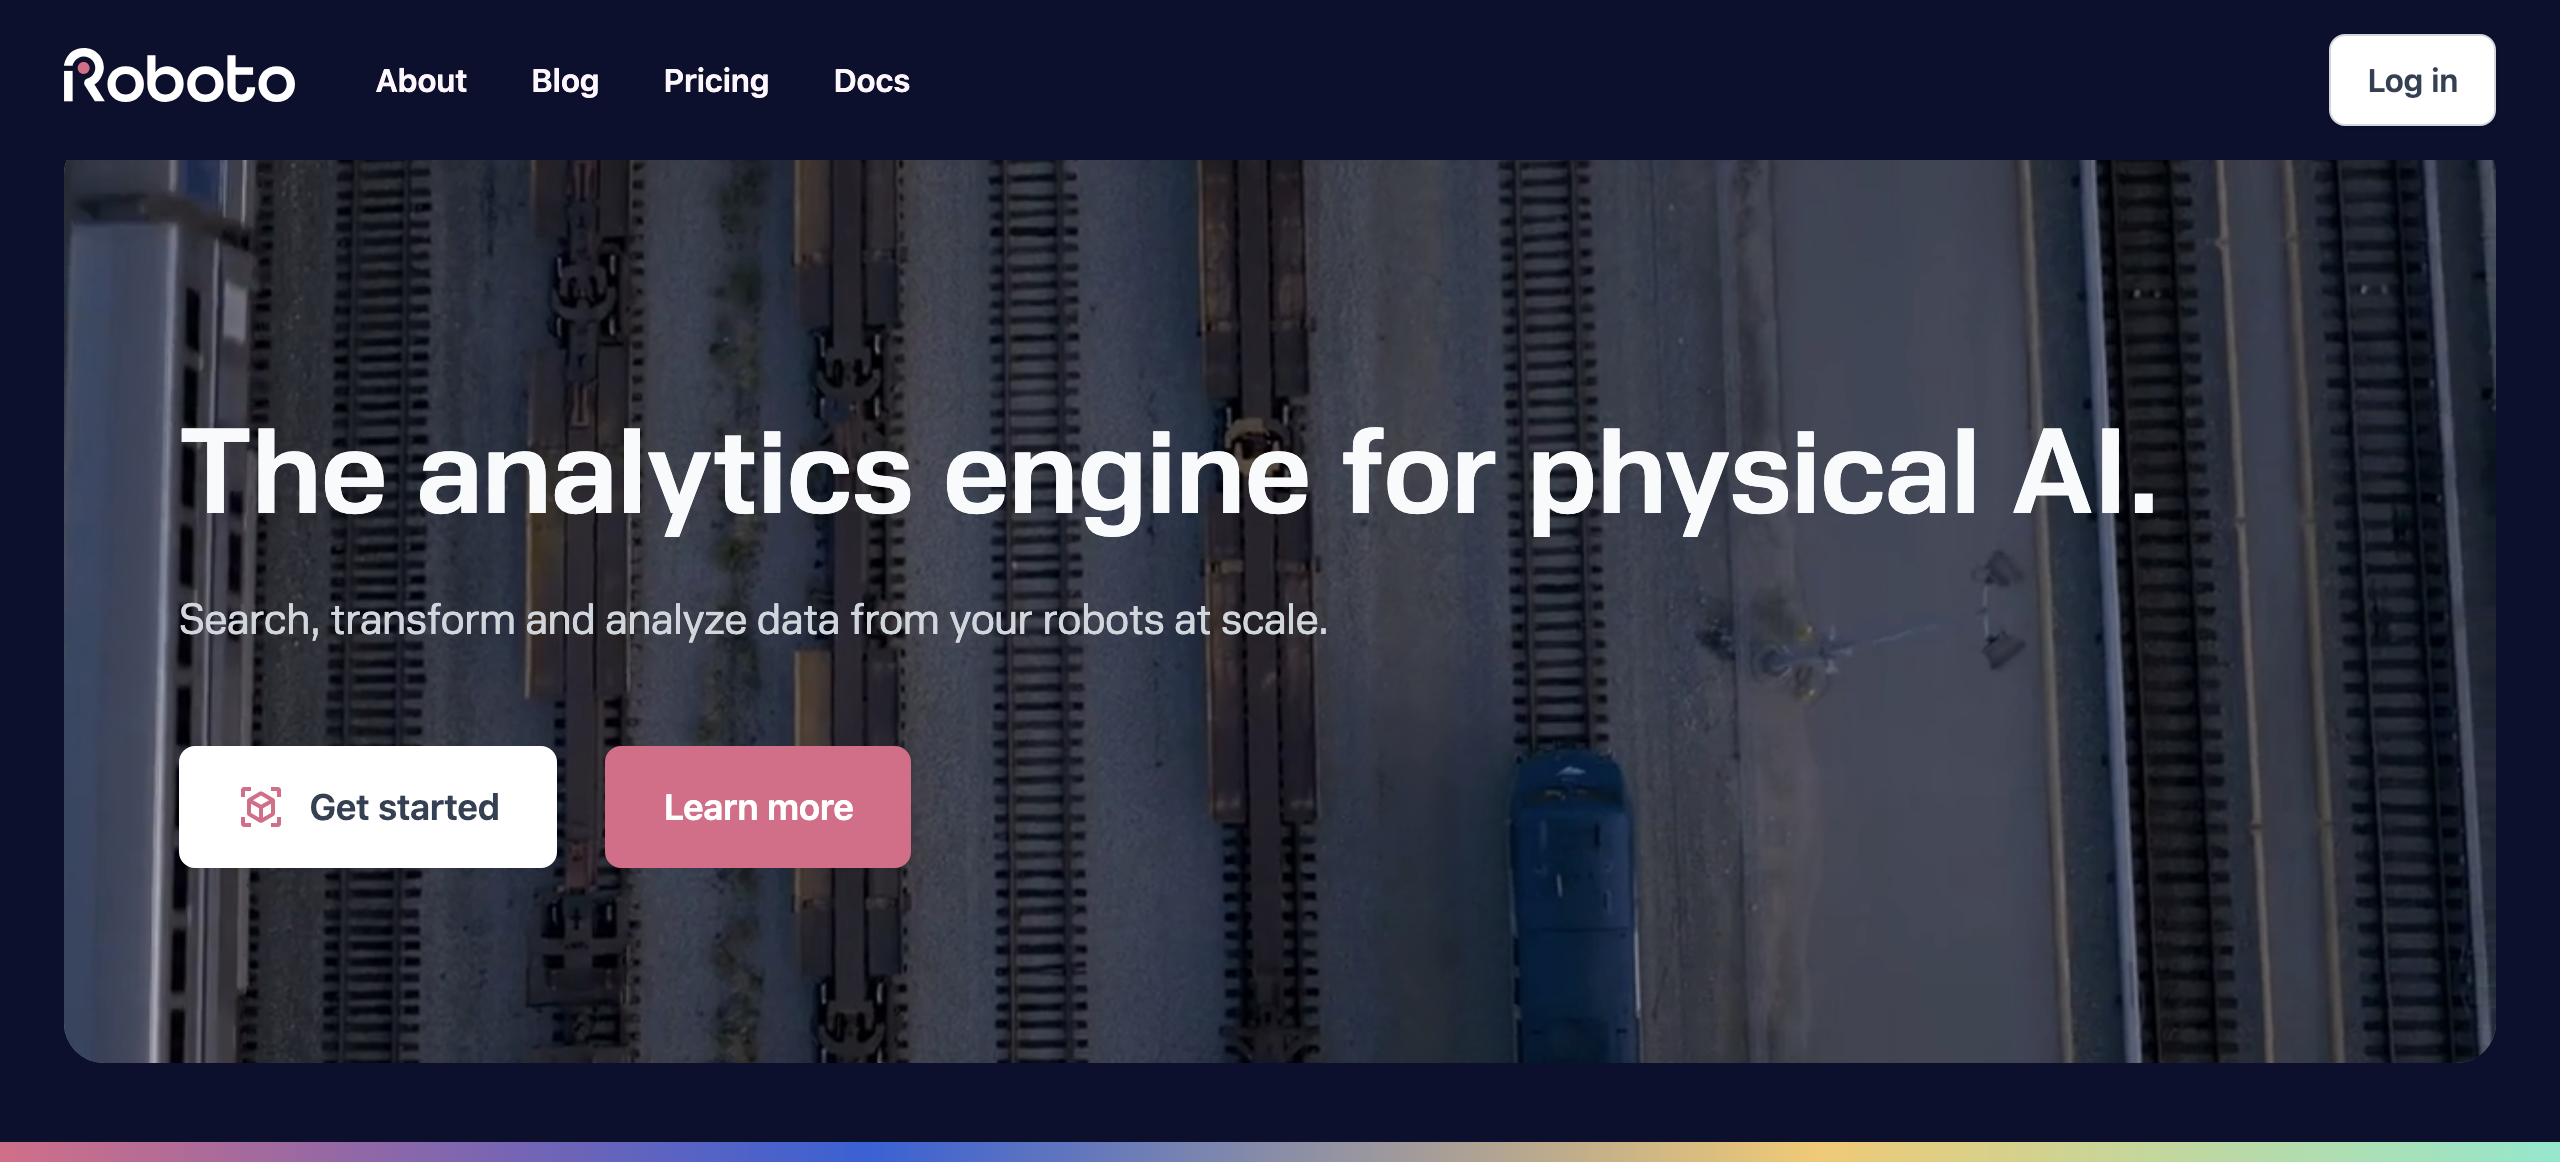 Roboto
About
Blog
Pricing
Docs
Log in
The analytics engine for physical AI.
Search, transform and analyze data from your robots at scale.
Get started
Learn more